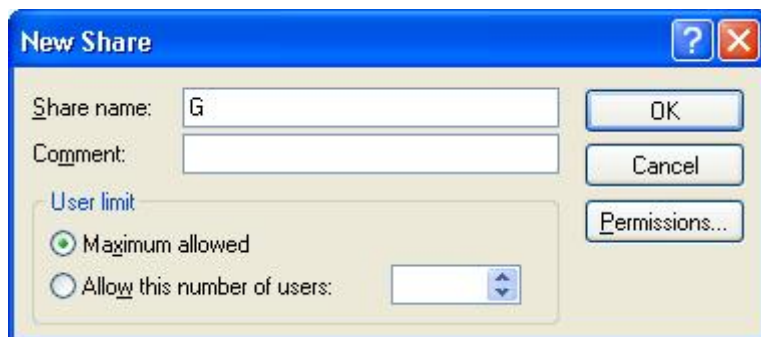 New Share
Share name: G
OK
Comment:
Cancel
User limit
Permissions...
Maximum allowed
Allow this number of users: